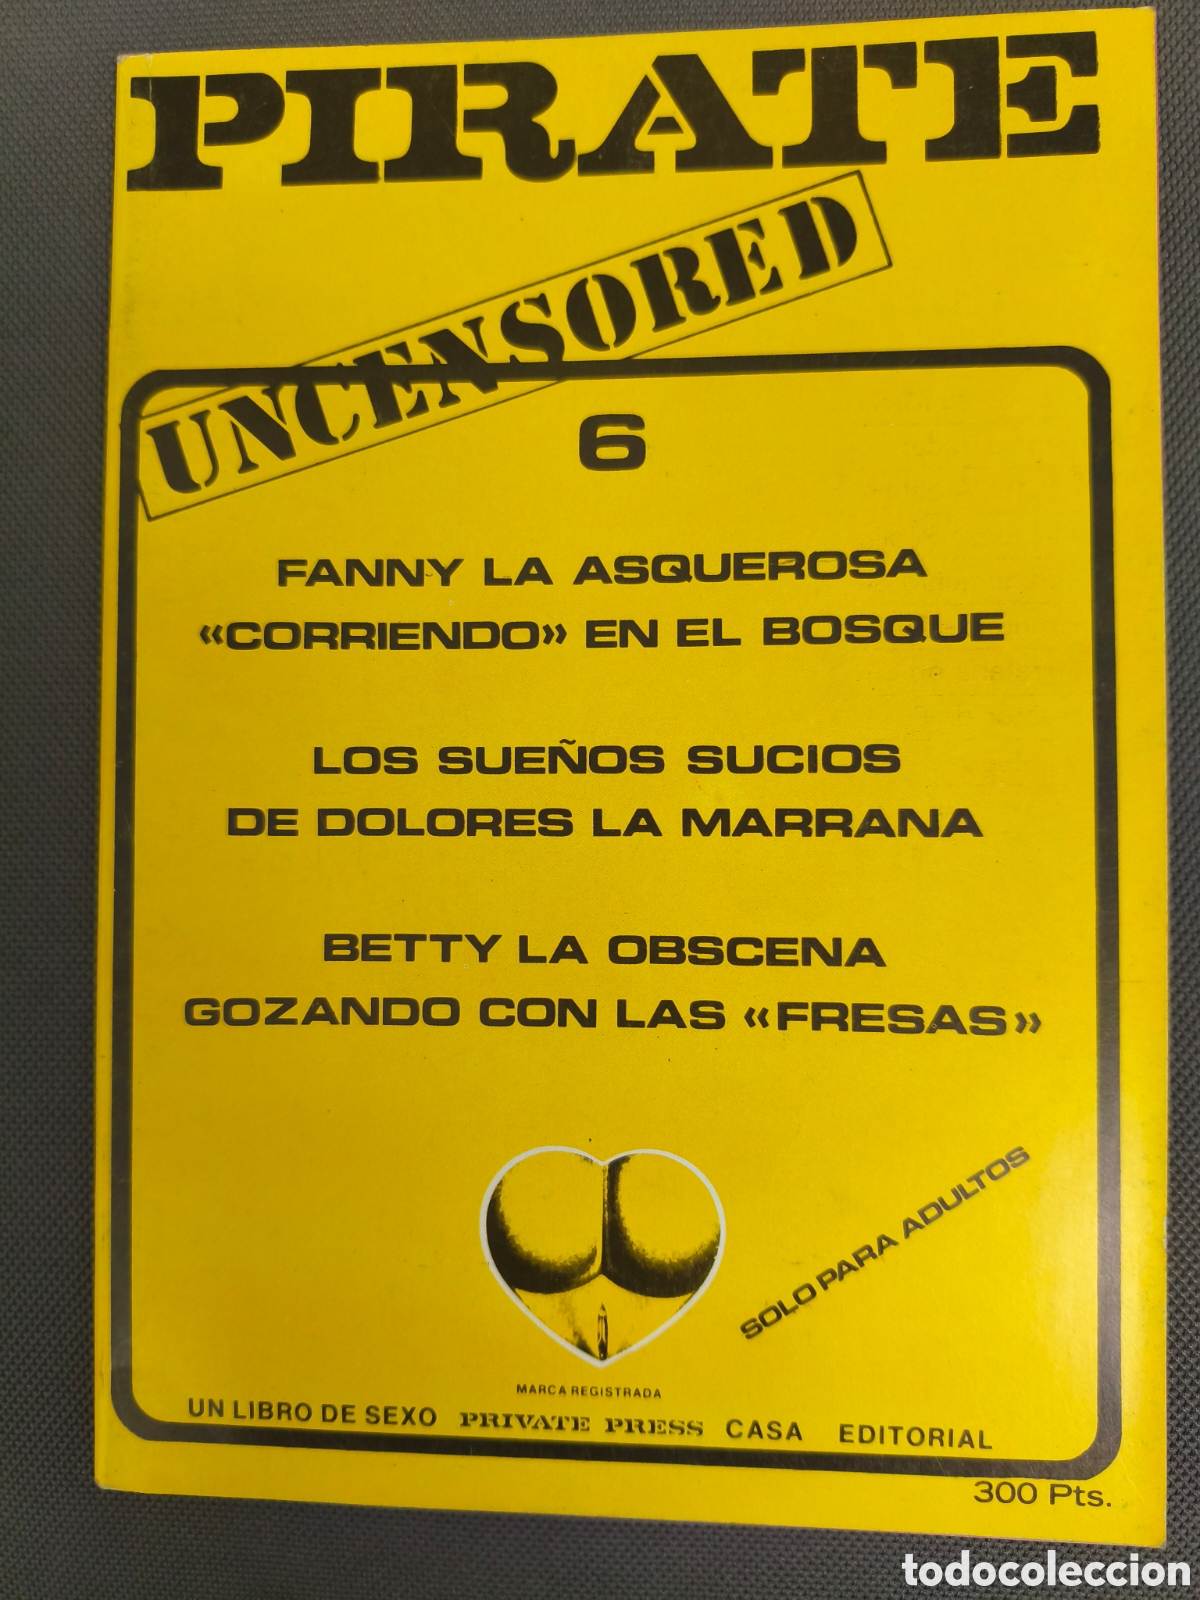 PIRATE
UNCENSORED
6
FANNY LA ASQUEROSA
«CORRIENDO» EN EL BOSQUE
LOS SUEÑOS SUCIOS
DE DOLORES LA MARRANA
BETTY LA OBSCENA
GOZANDO CON LAS «FRESAS»
SOLO PARA ADULTOS
MARCA REGISTRADA
UN LIBRO DE SEXO PRIVATE PRESS CASA EDITORIAL
300 Pts.
todocoleccion